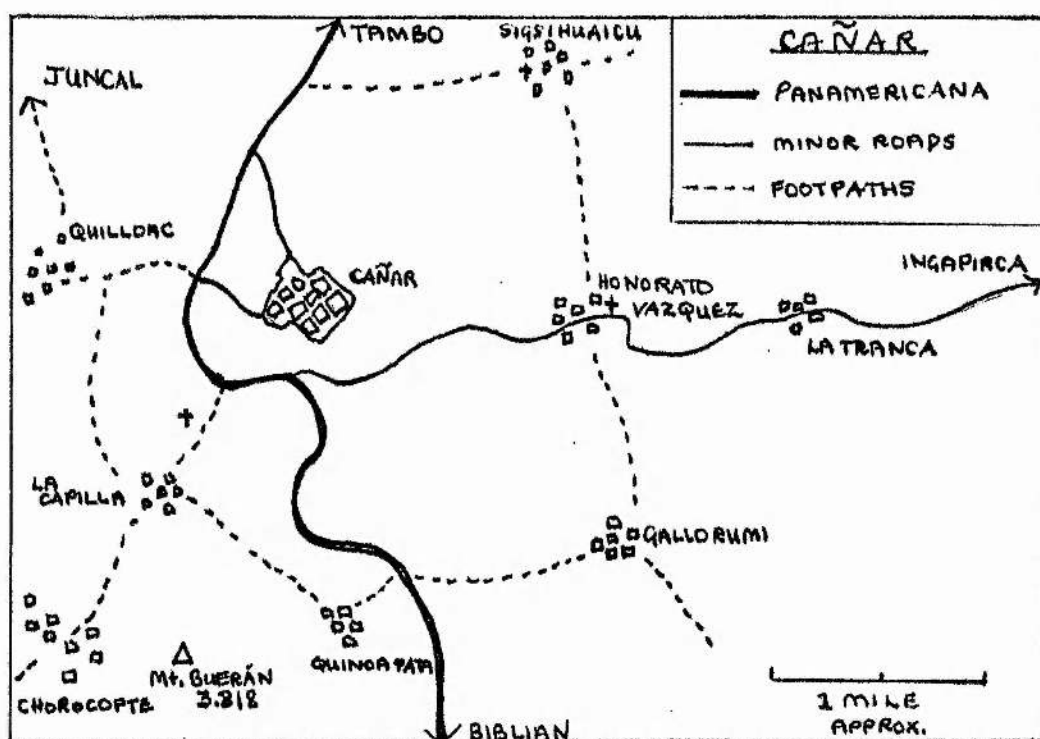 TAMBO
SIGSIHUAICU
CAÑAR
JUNCAL
PANAMERICANA
MINOR ROADS
FOOTPATHS
QUILLOAC
CAÑAR
INGAPIRCA
HONORATO
VAZQUEZ
LA TRANCA
LA
CAPILLA
GALLORUMI
QUINOAPATA
Mt. BUERÁN
3.818
CHOROCOPTE
1 MILE
APPROX.
BIBLIAN